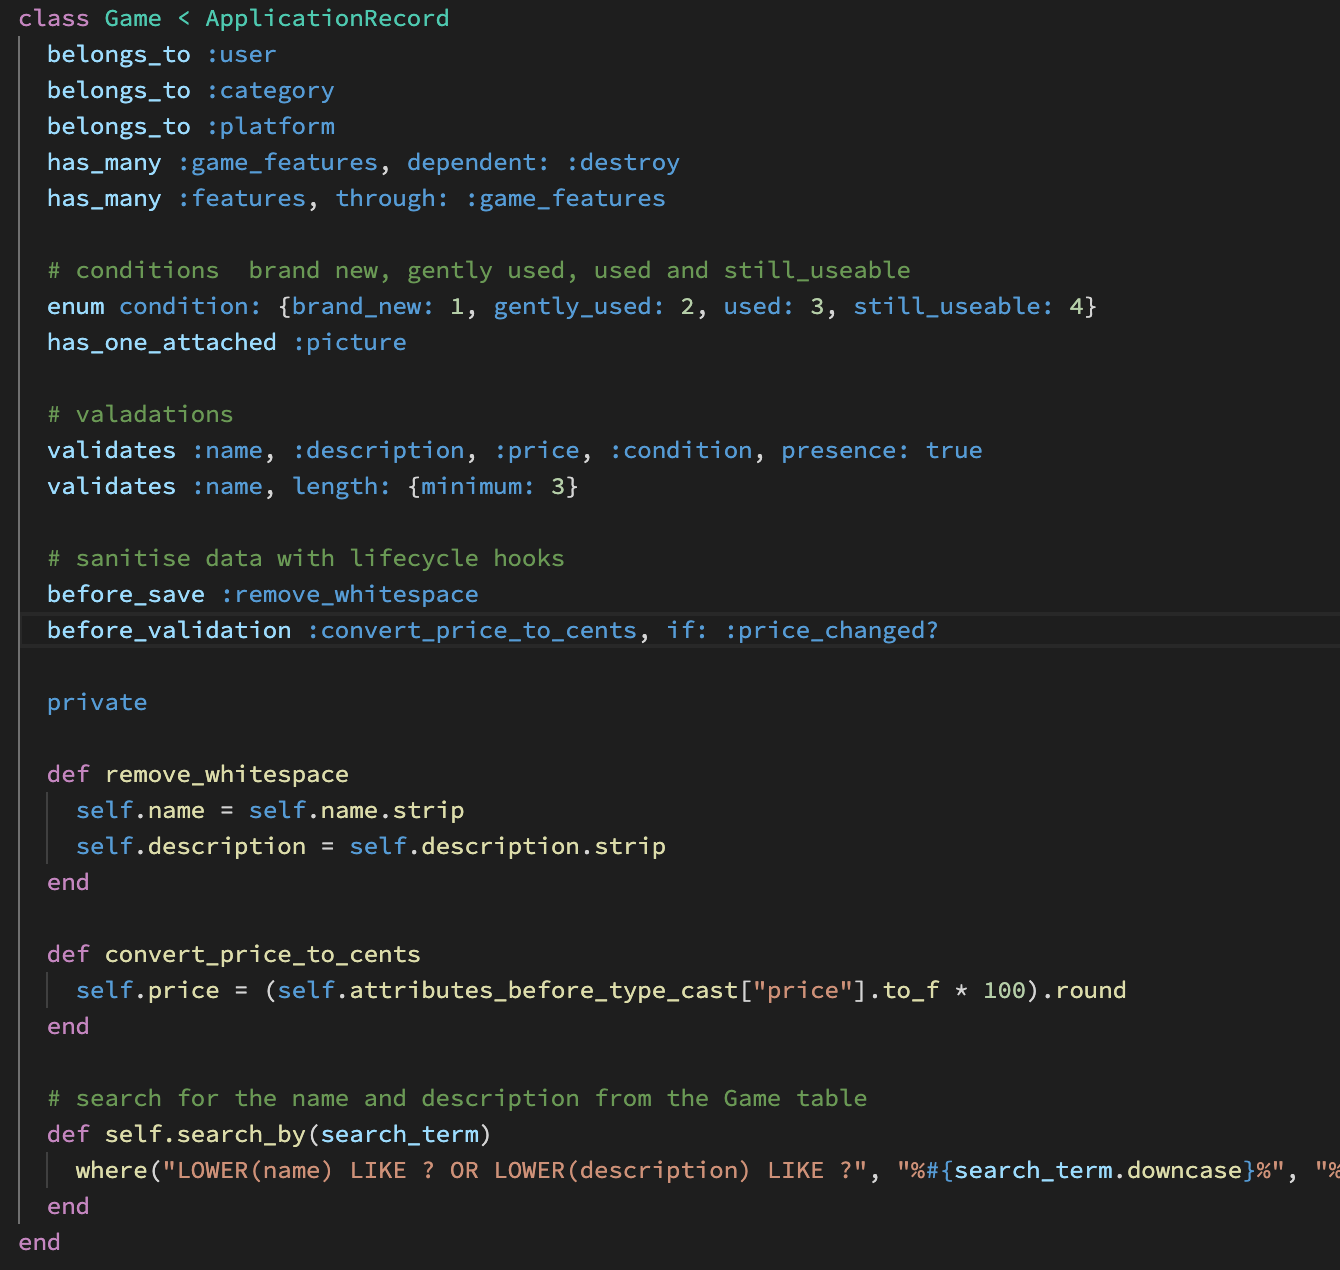 class Game < ApplicationRecord
  belongs_to :user
  belongs_to :category
  belongs_to :platform
  has_many :game_features, dependent: :destroy
  has_many :features, through: :game_features

  # conditions  brand new, gently used, used and still_useable
  enum condition: {brand_new: 1, gently_used: 2, used: 3, still_useable: 4}
  has_one_attached :picture

  # valadations
  validates :name, :description, :price, :condition, presence: true
  validates :name, length: {minimum: 3}

  # sanitise data with lifecycle hooks
  before_save :remove_whitespace
  before_validation :convert_price_to_cents, if: :price_changed?

  private

  def remove_whitespace
    self.name = self.name.strip
    self.description = self.description.strip
  end

  def convert_price_to_cents
    self.price = (self.attributes_before_type_cast["price"].to_f * 100).round
  end

  # search for the name and description from the Game table
  def self.search_by(search_term)
    where("LOWER(name) LIKE ? OR LOWER(description) LIKE ?", "%#{search_term.downcase}%", "%
  end
end